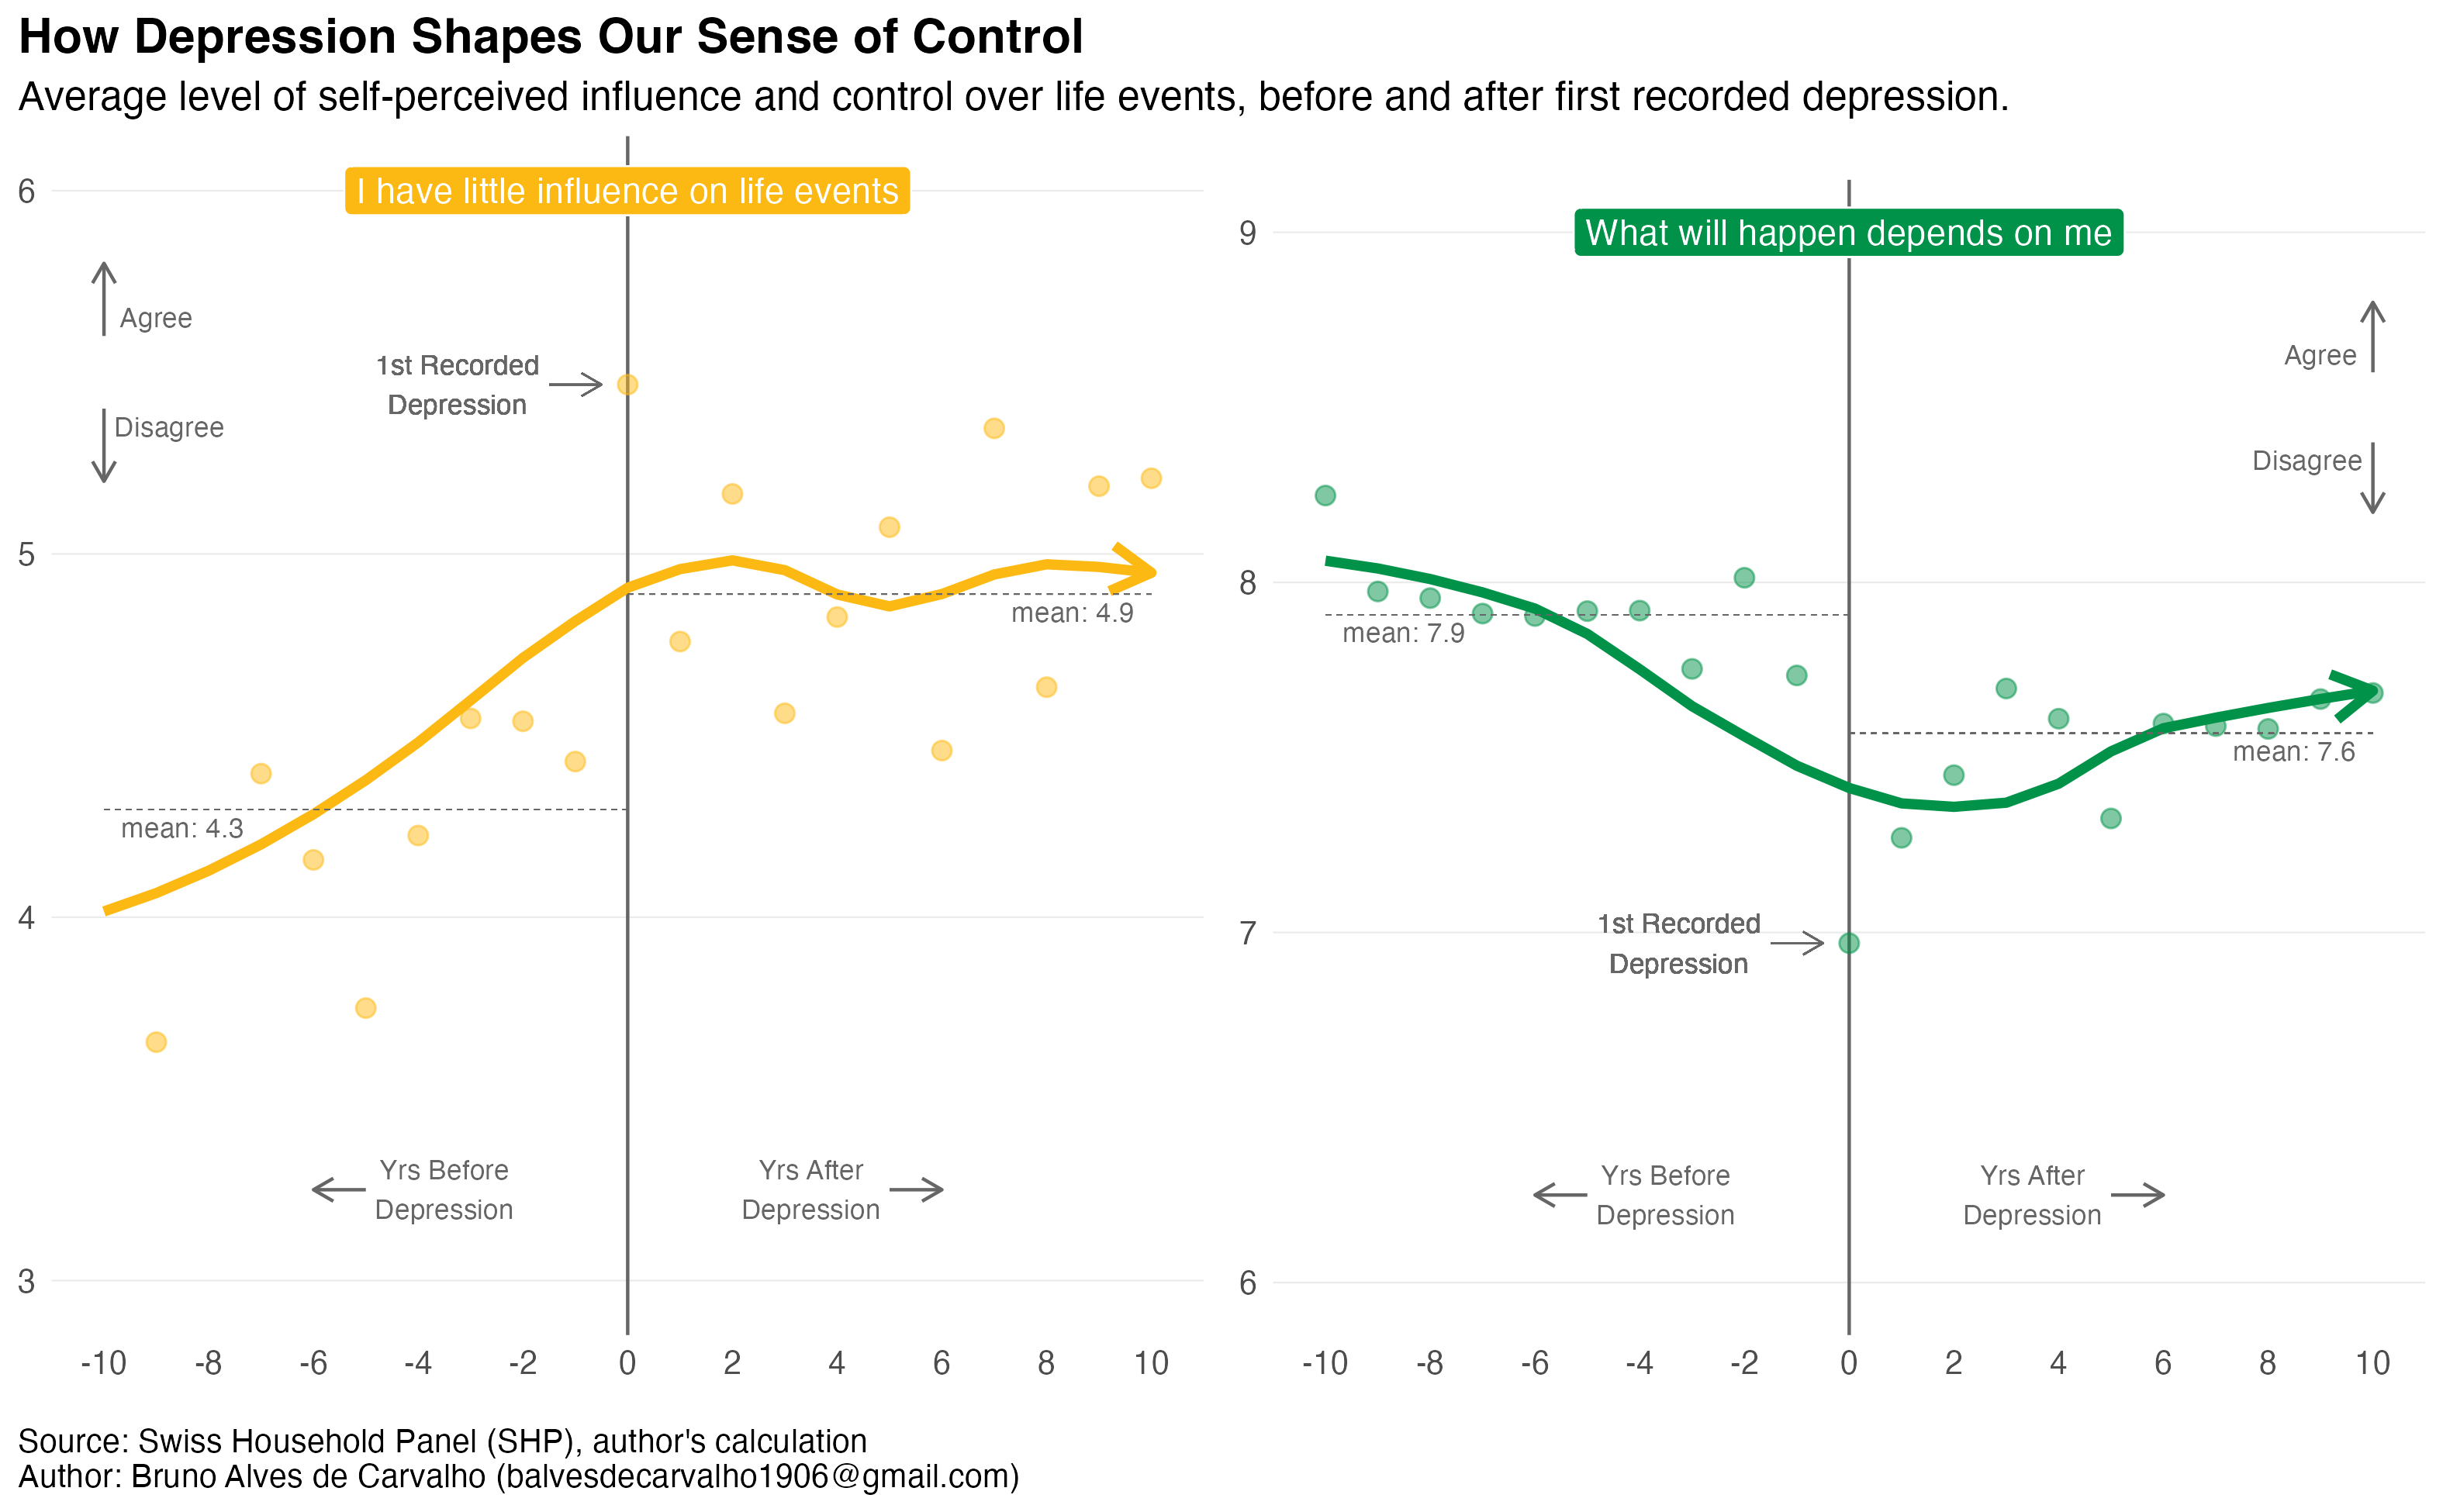 How Depression Shapes Our Sense of Control
Average level of self-perceived influence and control over life events, before and after first recorded depression.
I have little influence on life events
6
5
4
3
Agree
Disagree
1st Recorded
Depression
mean: 4.3
mean: 4.9
Yrs Before
Depression
Yrs After
Depression
-10 -8 -6 -4 -2 0 2 4 6 8 10
What will happen depends on me
9
8
7
6
Agree
Disagree
mean: 7.9
mean: 7.6
1st Recorded
Depression
Yrs Before
Depression
Yrs After
Depression
-10 -8 -6 -4 -2 0 2 4 6 8 10
Source: Swiss Household Panel (SHP), author's calculation
Author: Bruno Alves de Carvalho (balvesdecarvalho1906@gmail.com)